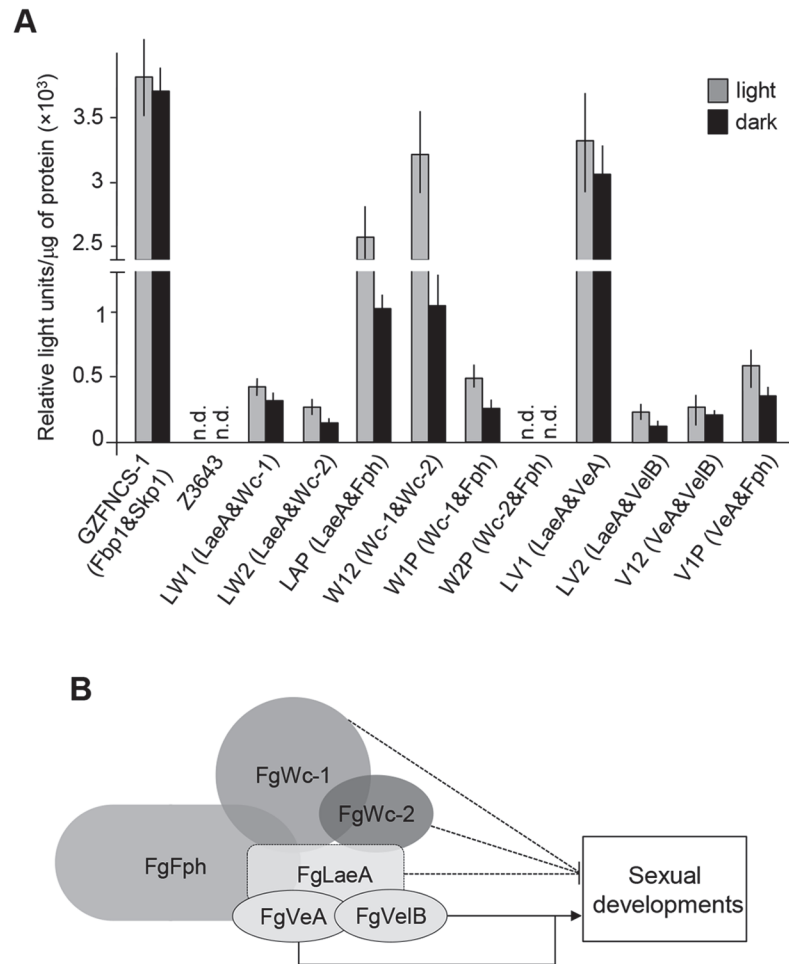 A
Relative light units/μg of protein (×10³)
3.5
3
2.5
1
0.5
0
light
dark
n.d.
n.d.
n.d.
n.d.
GZFNCS-1
(Fbp1&Skp1)
Z3643
LW1 (LaeA&Wc-1)
LW2 (LaeA&Wc-2)
LAP (LaeA&Fph)
W12 (Wc-1&Wc-2)
W1P (Wc-1&Fph)
W2P (Wc-2&Fph)
LV1 (LaeA&VeA)
LV2 (LaeA&VelB)
V12 (VeA&VelB)
V1P (VeA&Fph)
B
FgWc-1
FgWc-2
FgFph
FgLaeA
FgVeA
FgVelB
Sexual
developments